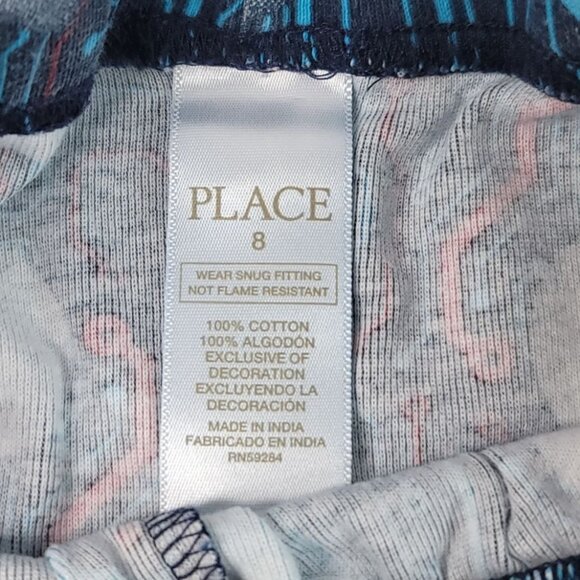 PLACE
8
WEAR SNUG FITTING
NOT FLAME RESISTANT
100% COTTON
100% ALGODÓN
EXCLUSIVE OF
DECORATION
EXCLUYENDO LA
DECORACIÓN
MADE IN INDIA
FABRICADO EN INDIA
RN59284